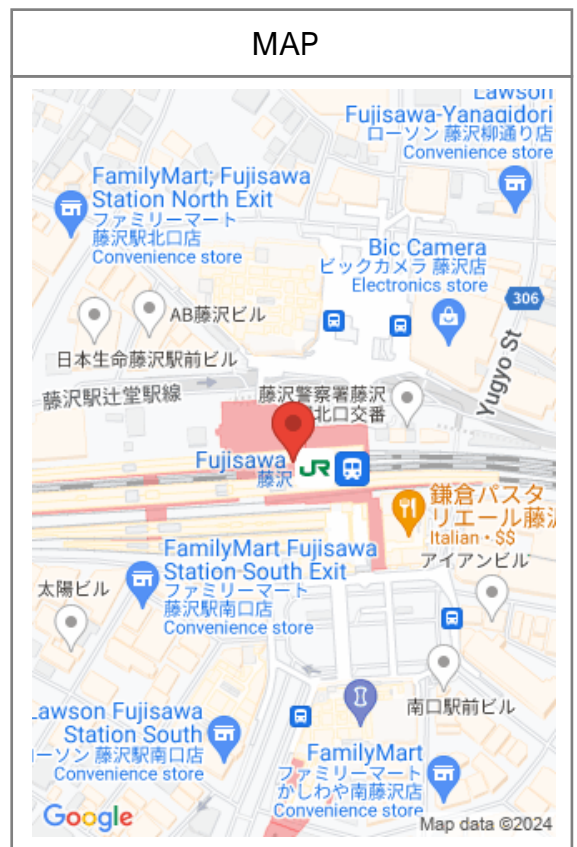 MAP
Lawson
Fujisawa-Yanagidori
ローソン 藤沢柳通り店
Convenience store
FamilyMart; Fujisawa
Station North Exit
ファミリーマート
藤沢駅北口店
Convenience store
Bic Camera
ビックカメラ 藤沢店
Electronics store
306
AB藤沢ビル
日本生命藤沢駅前ビル
Yugyo St
藤沢駅辻堂駅線
藤沢警察署藤沢
北口交番
Fujisawa
藤沢
JR
鎌倉パスタ
リエール藤沢
Italian・$$
アイアンビル
FamilyMart Fujisawa
Station South Exit
ファミリーマート
藤沢駅南口店
Convenience store
太陽ビル
南口駅前ビル
Lawson Fujisawa
Station South
ーソン 藤沢駅南口店
Convenience store
FamilyMart
ファミリーマート
かしわや南藤沢店
Convenience store
Google
Map data ©2024